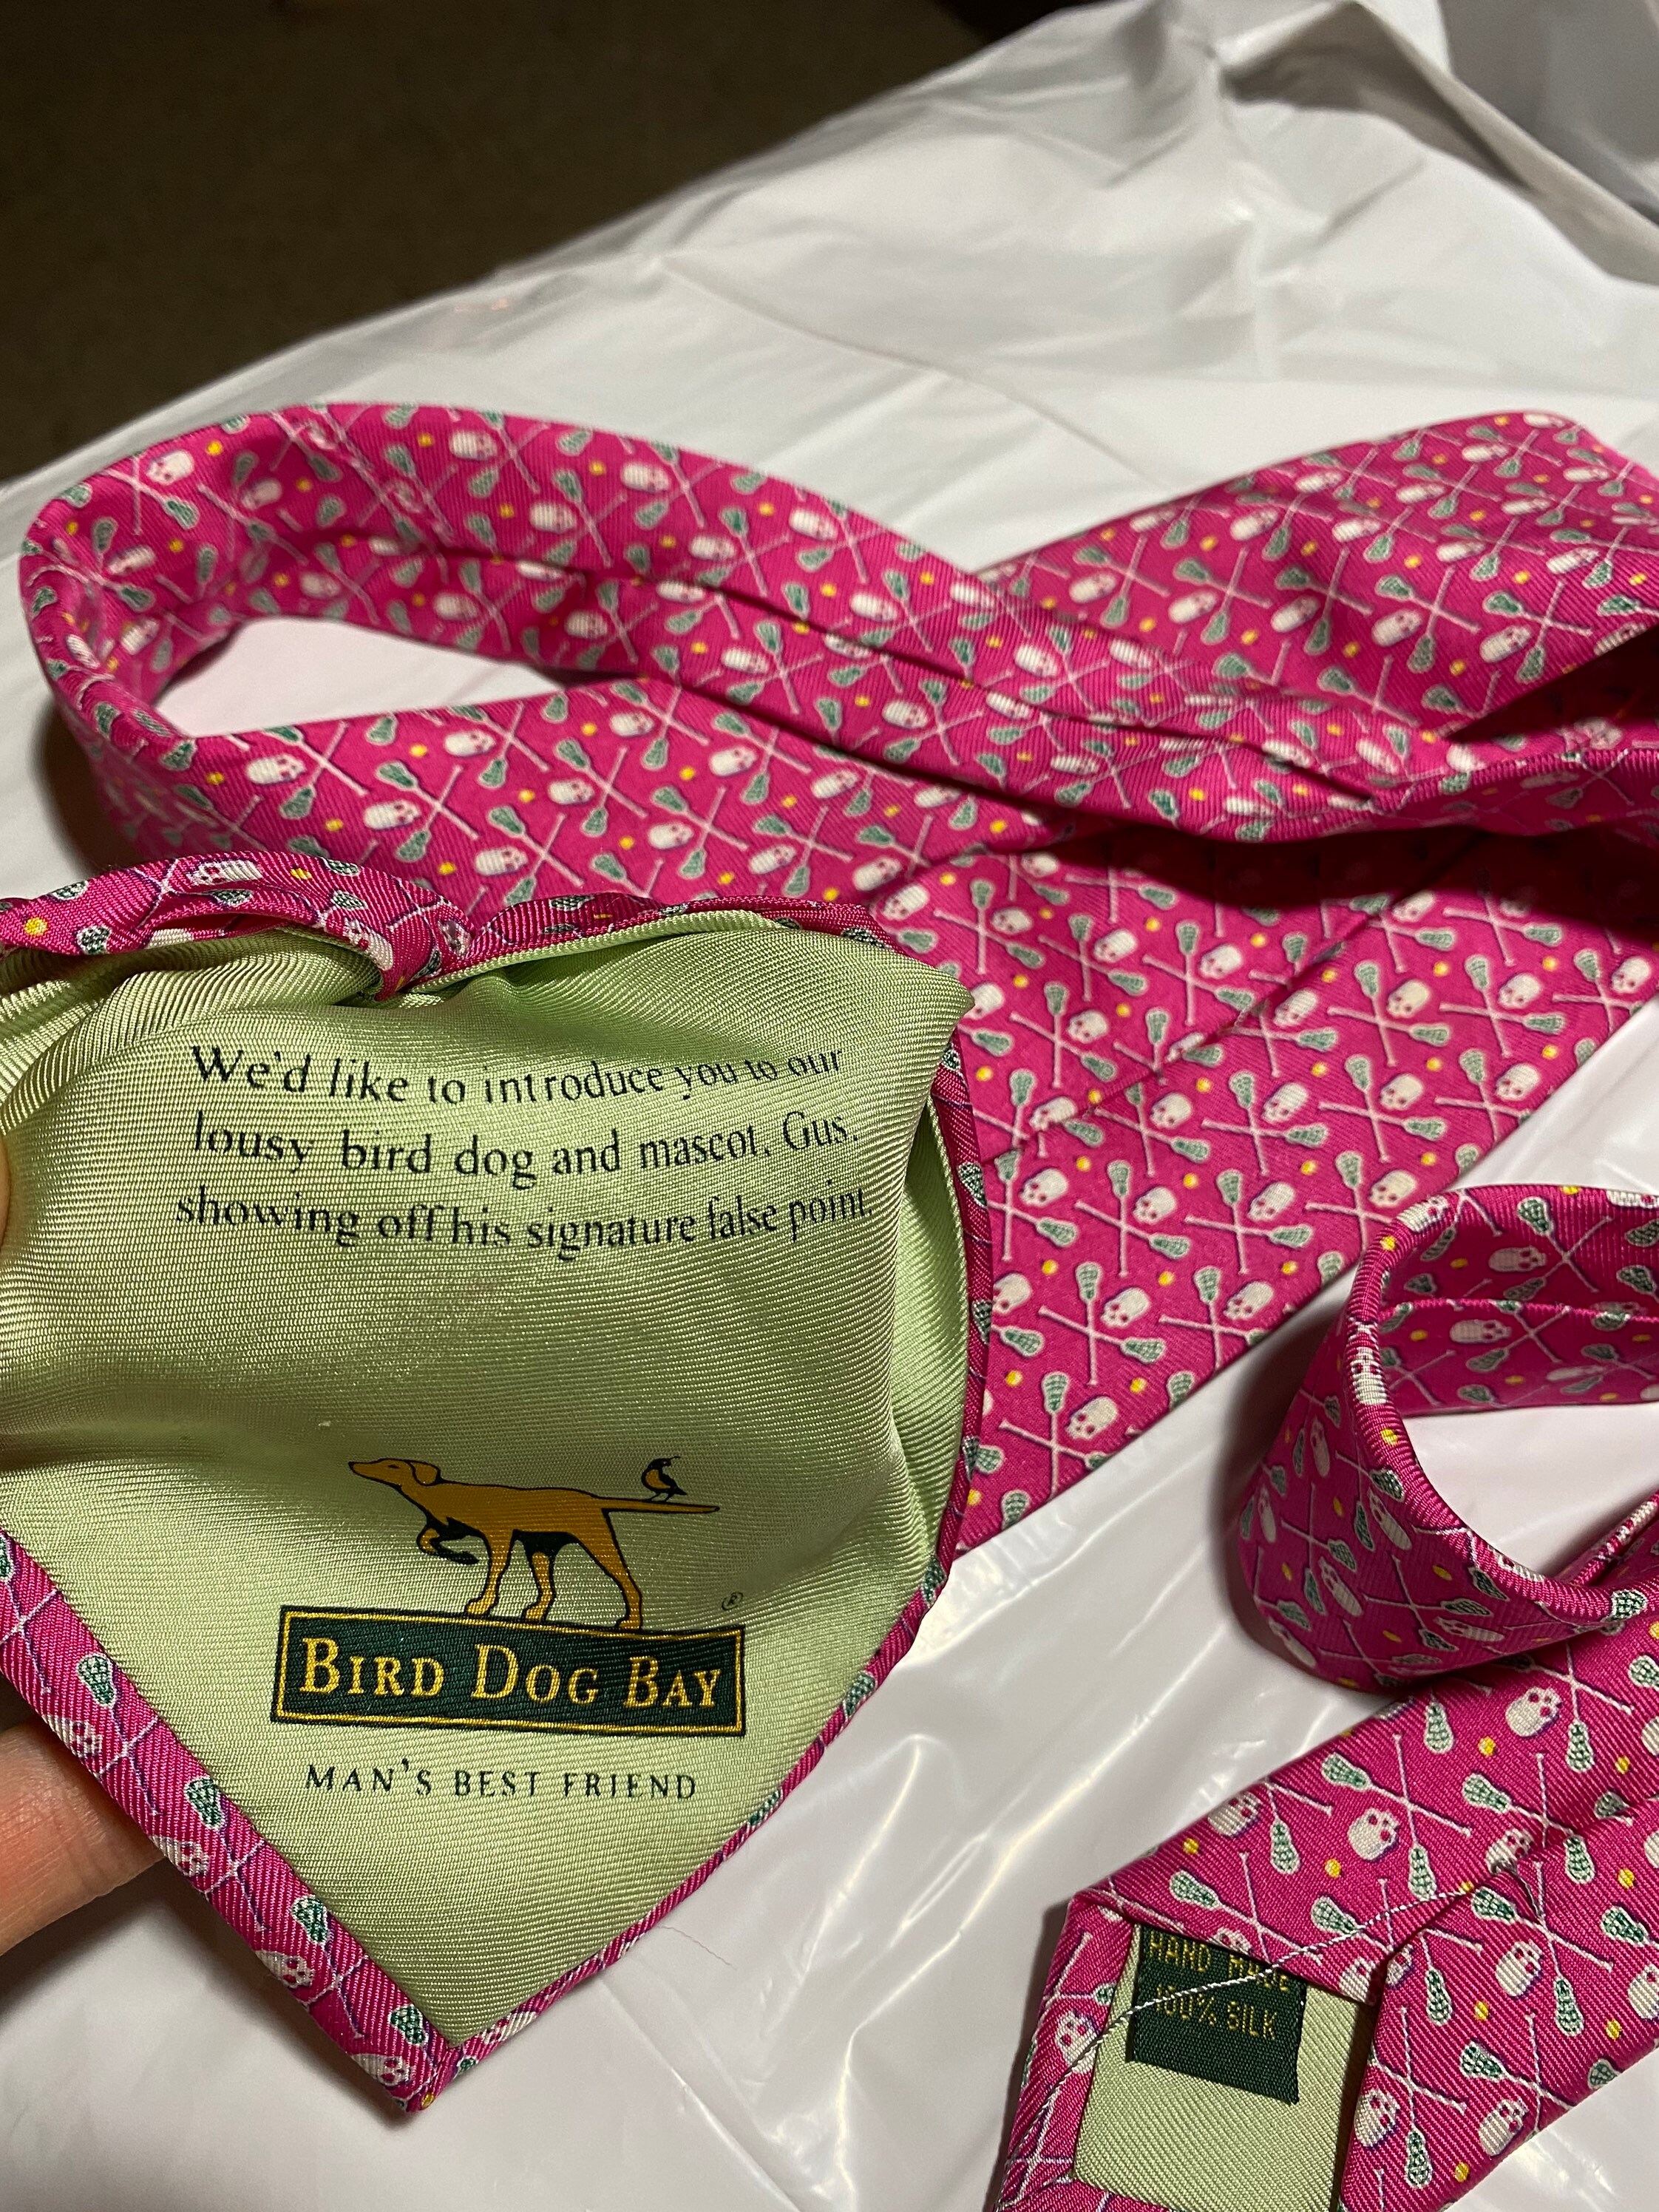 We'd like to introduce you to our
lousy bird dog and mascot, Gus,
showing off his signature false point.
®
BIRD DOG BAY
MAN'S BEST FRIEND
HAND MADE
100% SILK